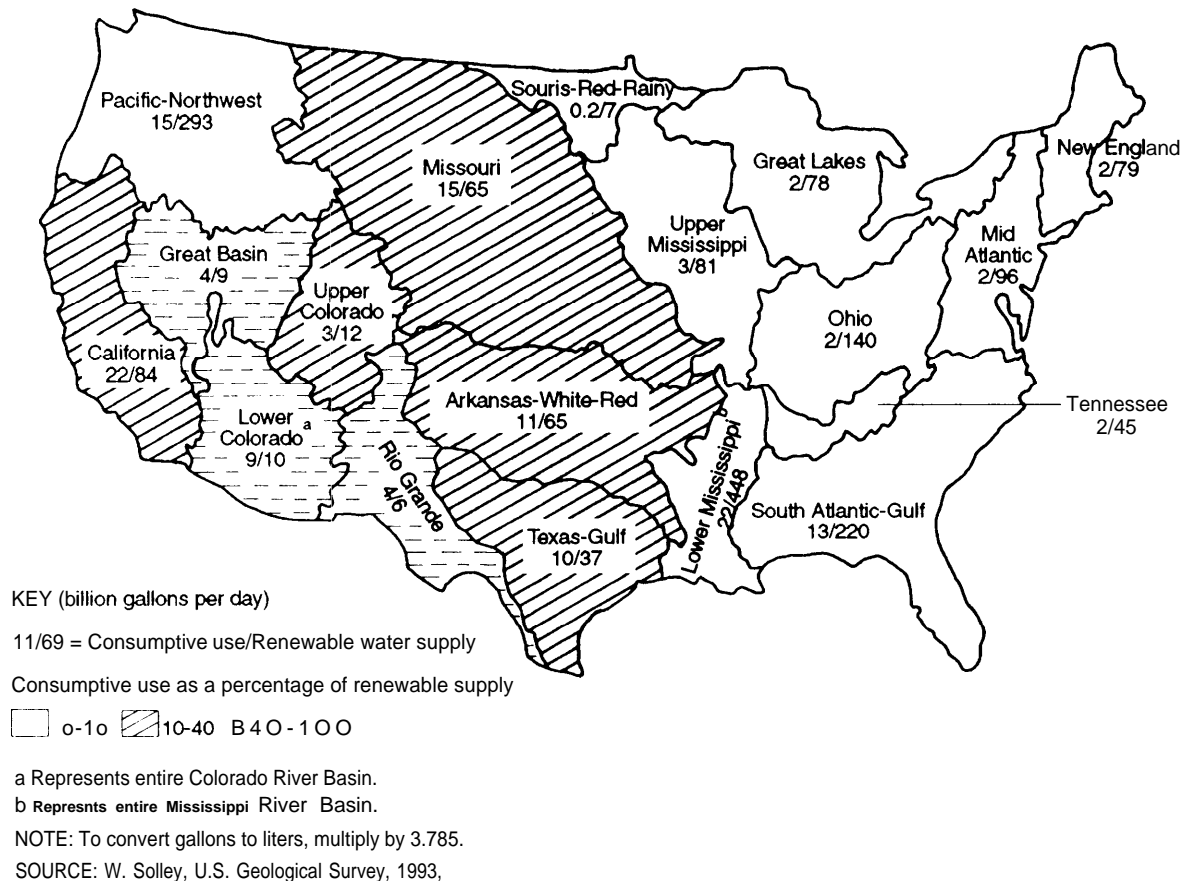 Pacific-Northwest
15/293
Souris-Red-Rainy
0.2/7
Missouri
15/65
Great Lakes
2/78
New England
2/79
Upper
Mississippi
3/81
Mid
Atlantic
2/96
Great Basin
4/9
Upper
Colorado
3/12
Ohio
2/140
California
22/84
Lower
Colorado a
9/10
Rio Grande
4/6
Arkansas-White-Red
11/65
Tennessee
2/45
Lower Mississippi b
22/448
Texas-Gulf
10/37
South Atlantic-Gulf
13/220
KEY (billion gallons per day)
11/69 = Consumptive use/Renewable water supply
Consumptive use as a percentage of renewable supply
o-1o 10-40 B 4 O - 1 O O
a Represents entire Colorado River Basin.
b Represnts entire Mississippi River Basin.
NOTE: To convert gallons to liters, multiply by 3.785.
SOURCE: W. Solley, U.S. Geological Survey, 1993,